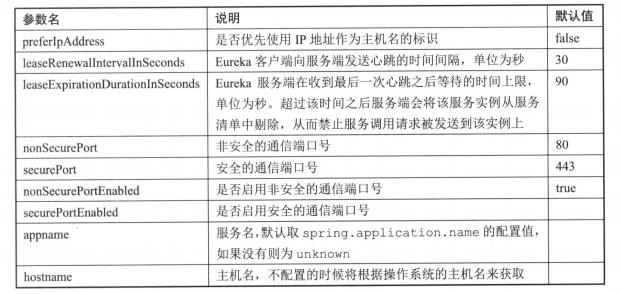 参数名 说明 默认值
preferIpAddress 是否优先使用 IP 地址作为主机名的标识 false
leaseRenewalIntervalInSeconds Eureka 客户端向服务端发送心跳的时间间隔，单位为秒 30
leaseExpirationDurationInSeconds Eureka 服务端在收到最后一次心跳之后等待的时间上限， 90
单位为秒。超过该时间之后服务端会将该服务实例从服务
清单中剔除，从而禁止服务调用请求被发送到该实例上
nonSecurePort 非安全的通信端口号 80
securePort 安全的通信端口号 443
nonSecurePortEnabled 是否启用非安全的通信端口号 true
securePortEnabled 是否启用安全的通信端口号
appname 服务名，默认取 spring.application.name 的配置值，
如果没有则为 unknown
hostname 主机名，不配置的时候将根据操作系统的主机名来获取